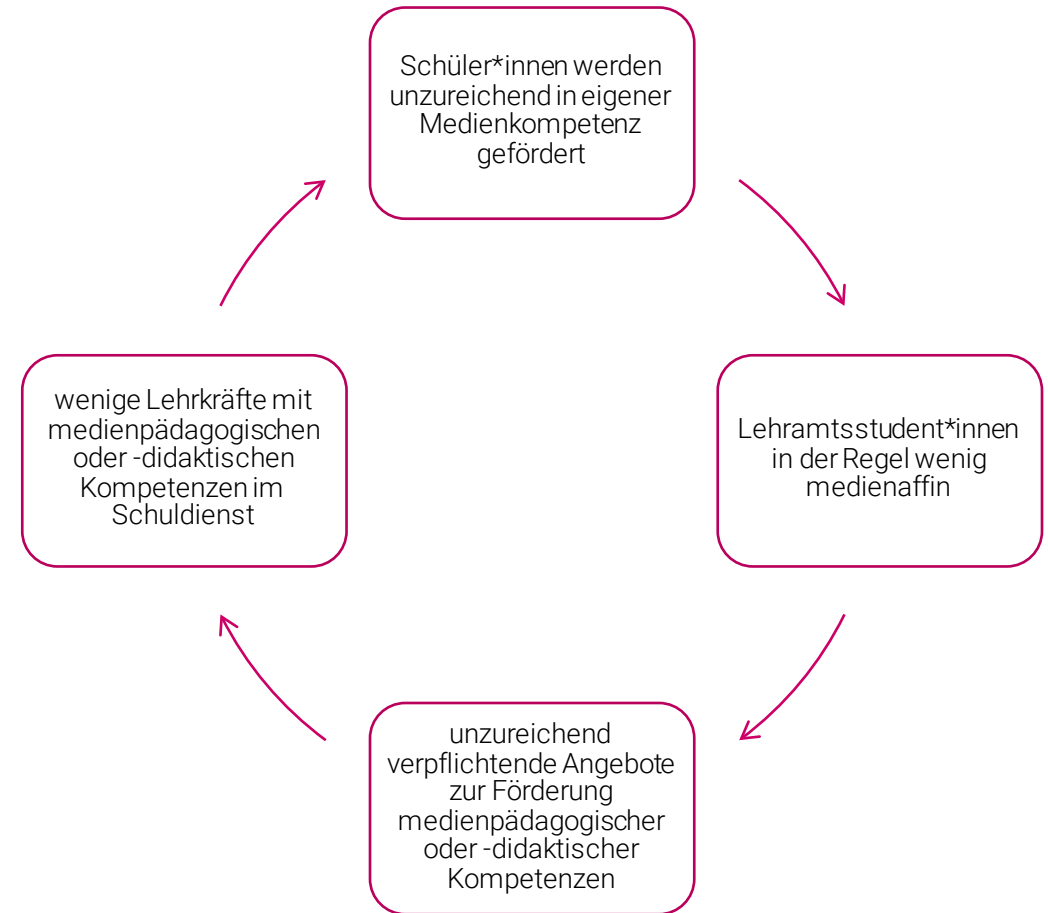 Schüler*innen werden
unzureichend in eigener
Medienkompetenz
gefördert
Lehramtsstudent*innen
in der Regel wenig
medienaffin
unzureichend
verpflichtende Angebote
zur Förderung
medienpädagogischer
oder -didaktischer
Kompetenzen
wenige Lehrkräfte mit
medienpädagogischen
oder -didaktischen
Kompetenzen im
Schuldienst